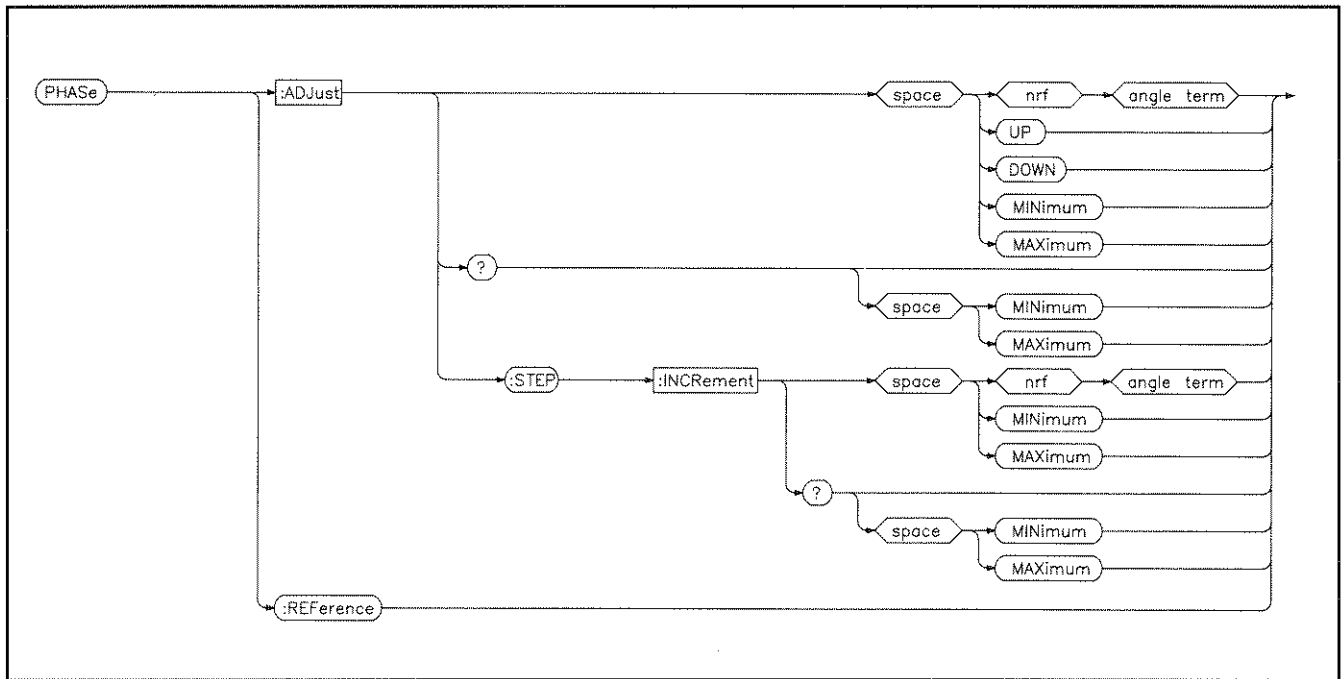 PHASe :ADJust space nrf angle term
UP
DOWN
MINimum
MAXimum
?
space MINimum
MAXimum
:STEP :INCRement space nrf angle term
MINimum
MAXimum
?
space MINimum
MAXimum
:REFerence